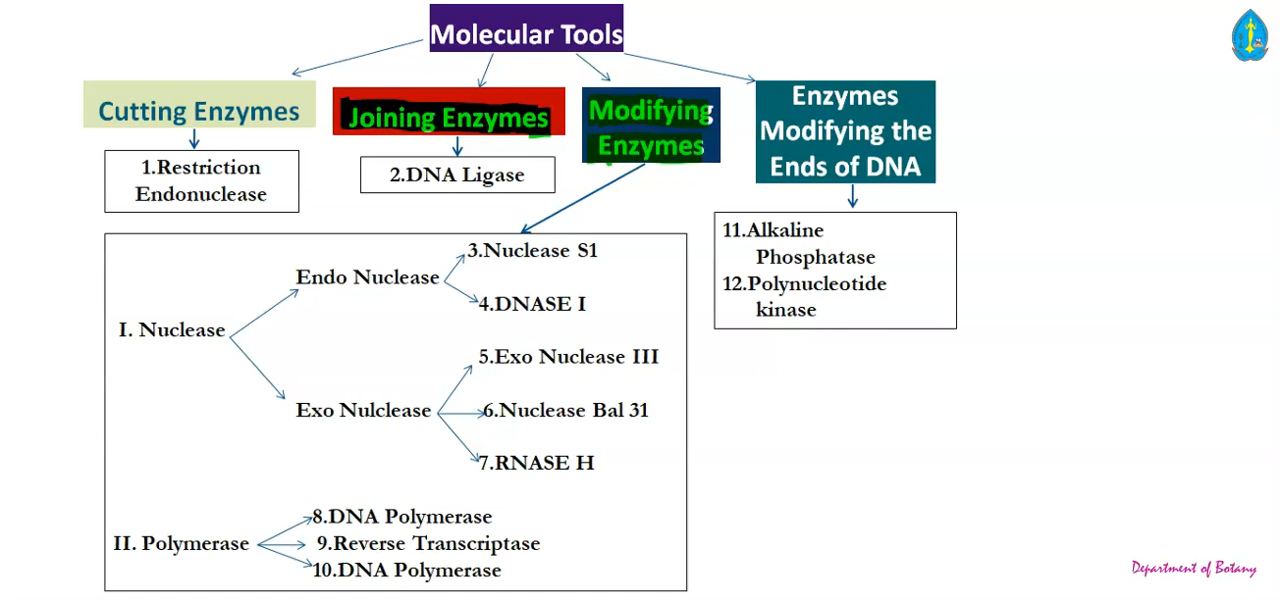 Molecular Tools
Cutting Enzymes
1.Restriction
Endonuclease
Joining Enzymes
2.DNA Ligase
Modifying
Enzymes
Enzymes
Modifying the
Ends of DNA
11.Alkaline
Phosphatase
12.Polynucleotide
kinase
I. Nuclease
Endo Nuclease
3.Nuclease S1
4.DNASE I
Exo Nulclease
5.Exo Nuclease III
6.Nuclease Bal 31
7.RNASE H
II. Polymerase
8.DNA Polymerase
9.Reverse Transcriptase
10.DNA Polymerase
Department of Botany